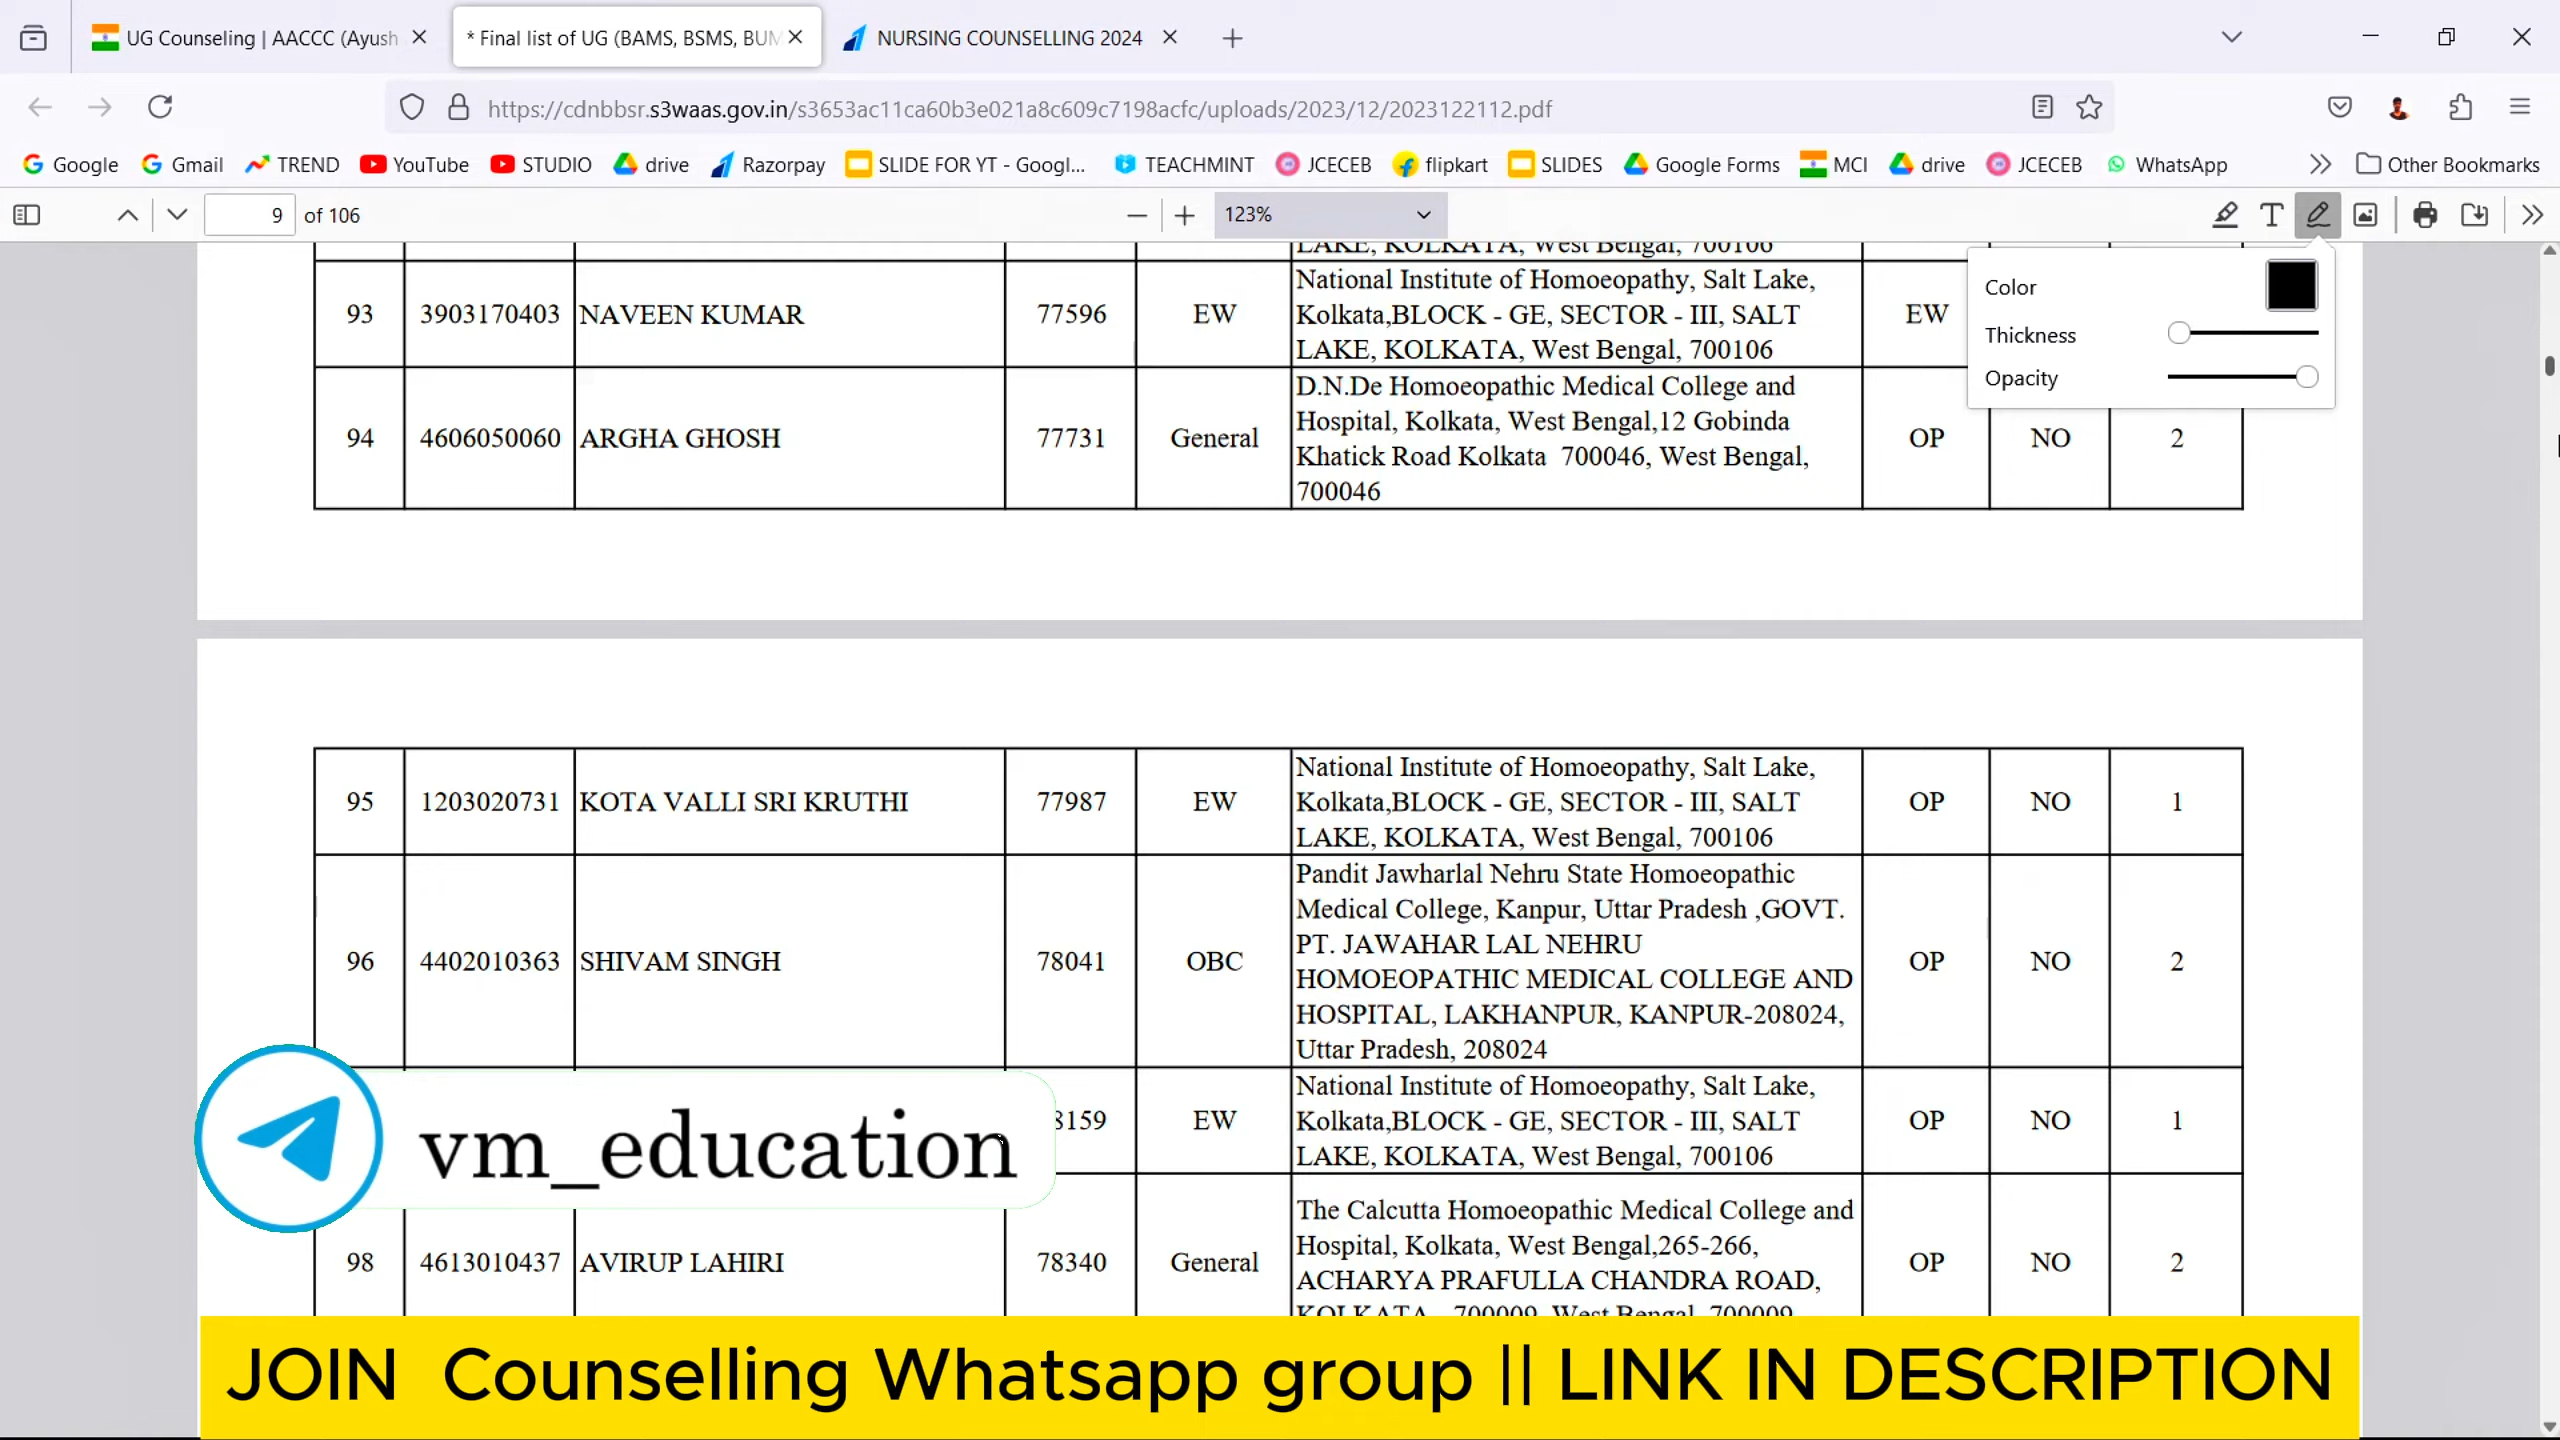 UG Counseling | AACCC (Ayush
* Final list of UG (BAMS, BSMS, BUM
NURSING COUNSELLING 2024
https://cdnbbsr.s3waas.gov.in/s3653ac11ca60b3e021a8c609c7198acfc/uploads/2023/12/2023122112.pdf
Google Gmail TREND YouTube STUDIO drive Razorpay SLIDE FOR YT - Googl... TEACHMINT JCECEB flipkart SLIDES Google Forms MCI drive JCECEB WhatsApp Other Bookmarks
9 of 106 123%
Color
Thickness
Opacity
LAKE, KOLKATA, West Bengal, 700106
93 3903170403 NAVEEN KUMAR 77596 EW National Institute of Homoeopathy, Salt Lake,
Kolkata,BLOCK - GE, SECTOR - III, SALT
LAKE, KOLKATA, West Bengal, 700106 EW
94 4606050060 ARGHA GHOSH 77731 General D.N.De Homoeopathic Medical College and
Hospital, Kolkata, West Bengal,12 Gobinda
Khatick Road Kolkata 700046, West Bengal,
700046 OP NO 2
95 1203020731 KOTA VALLI SRI KRUTHI 77987 EW National Institute of Homoeopathy, Salt Lake,
Kolkata,BLOCK - GE, SECTOR - III, SALT
LAKE, KOLKATA, West Bengal, 700106 OP NO 1
96 4402010363 SHIVAM SINGH 78041 OBC Pandit Jawharlal Nehru State Homoeopathic
Medical College, Kanpur, Uttar Pradesh ,GOVT.
PT. JAWAHAR LAL NEHRU
HOMOEOPATHIC MEDICAL COLLEGE AND
HOSPITAL, LAKHANPUR, KANPUR-208024,
Uttar Pradesh, 208024 OP NO 2
8159 EW National Institute of Homoeopathy, Salt Lake,
Kolkata,BLOCK - GE, SECTOR - III, SALT
LAKE, KOLKATA, West Bengal, 700106 OP NO 1
vm_education
98 4613010437 AVIRUP LAHIRI 78340 General The Calcutta Homoeopathic Medical College and
Hospital, Kolkata, West Bengal,265-266,
ACHARYA PRAFULLA CHANDRA ROAD,
KOLKATA - 700009, West Bengal, 700009 OP NO 2
JOIN Counselling Whatsapp group || LINK IN DESCRIPTION